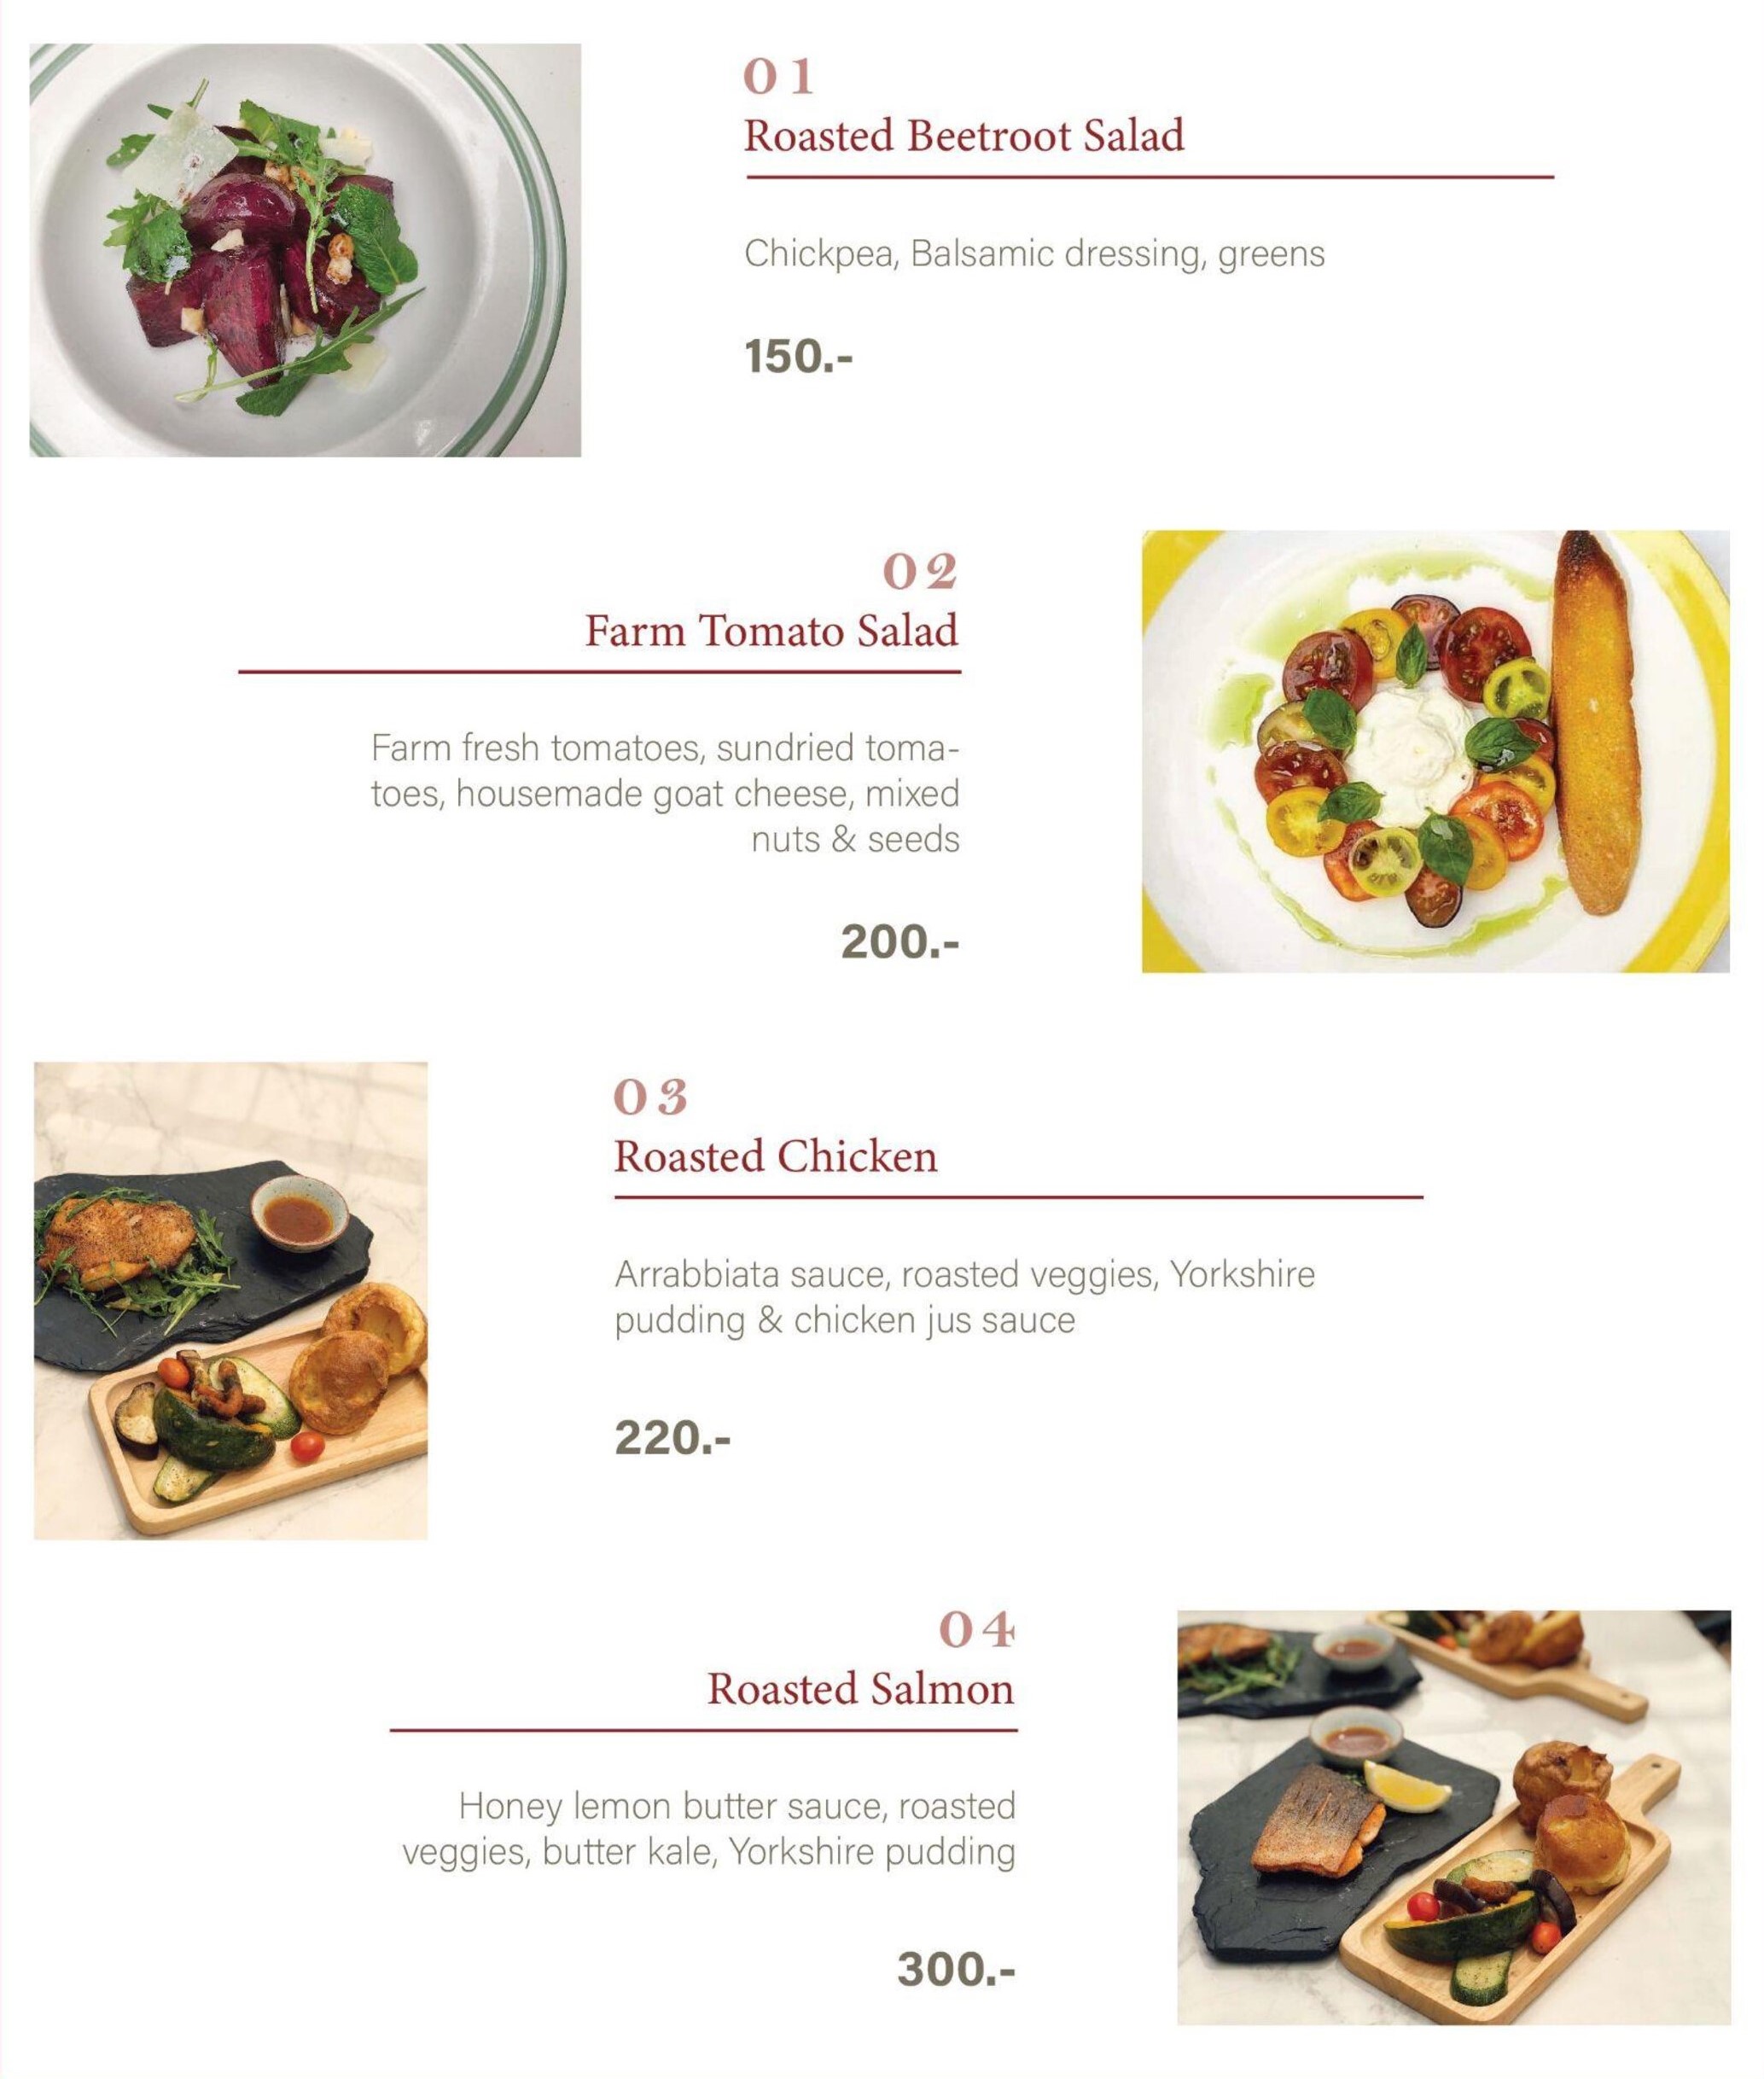 01
Roasted Beetroot Salad
Chickpea, Balsamic dressing, greens
150.-
02
Farm Tomato Salad
Farm fresh tomatoes, sundried toma-
toes, housemade goat cheese, mixed
nuts & seeds
200.-
03
Roasted Chicken
Arrabbiata sauce, roasted veggies, Yorkshire
pudding & chicken jus sauce
220.-
04
Roasted Salmon
Honey lemon butter sauce, roasted
veggies, butter kale, Yorkshire pudding
300.-